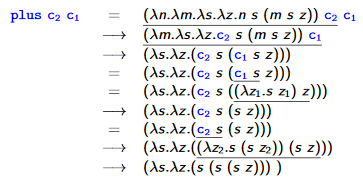 plus c₂ c₁ = (λn.λm.λs.λz.n s (m s z)) c₂ c₁
⟶ (λm.λs.λz.c₂ s (m s z)) c₁
⟶ (λs.λz.(c₂ s (c₁ s z)))
= (λs.λz.(c₂ s (c₁ s z)))
= (λs.λz.(c₂ s ((λz₁.s z₁) z)))
⟶ (λs.λz.(c₂ s (s z)))
= (λs.λz.(c₂ s (s z)))
⟶ (λs.λz.((λz₂.s (s z₂)) (s z)))
⟶ (λs.λz.(s (s (s z))) )